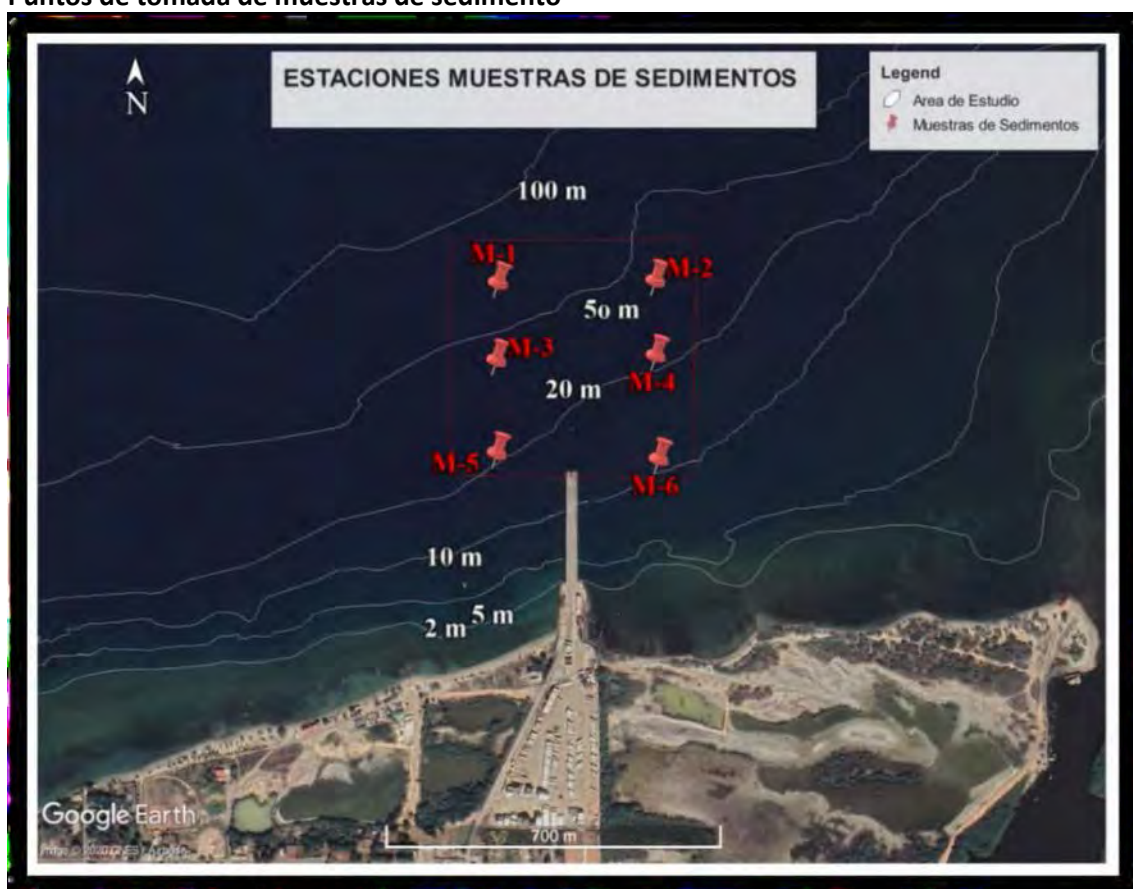 Puntos de tomada de muestras de sedimento
ESTACIONES MUESTRAS DE SEDIMENTOS
Legend
Area de Estudio
Muestras de Sedimentos
N
100 m
M-1
M-2
5o m
M-3
M-4
20 m
M-5
M-6
10 m
5 m
2 m
Google Earth
700 m